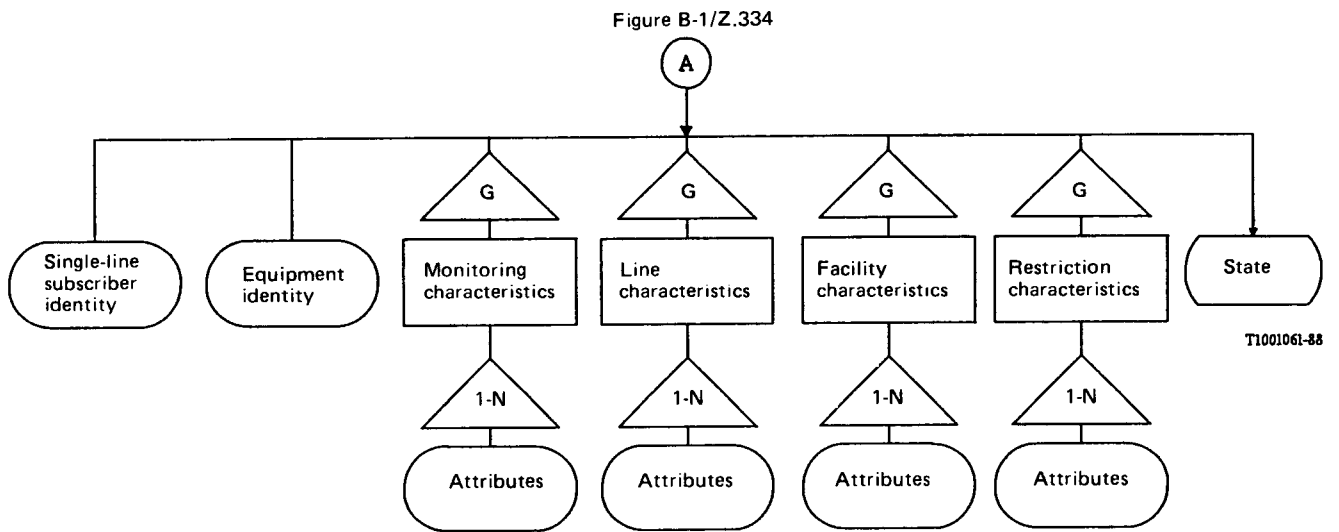 Figure B-1/Z.334
A
G
G
G
G
Single-line
subscriber
identity
Equipment
identity
Monitoring
characteristics
Line
characteristics
Facility
characteristics
Restriction
characteristics
State
T1001061-88
1-N
1-N
1-N
1-N
Attributes
Attributes
Attributes
Attributes